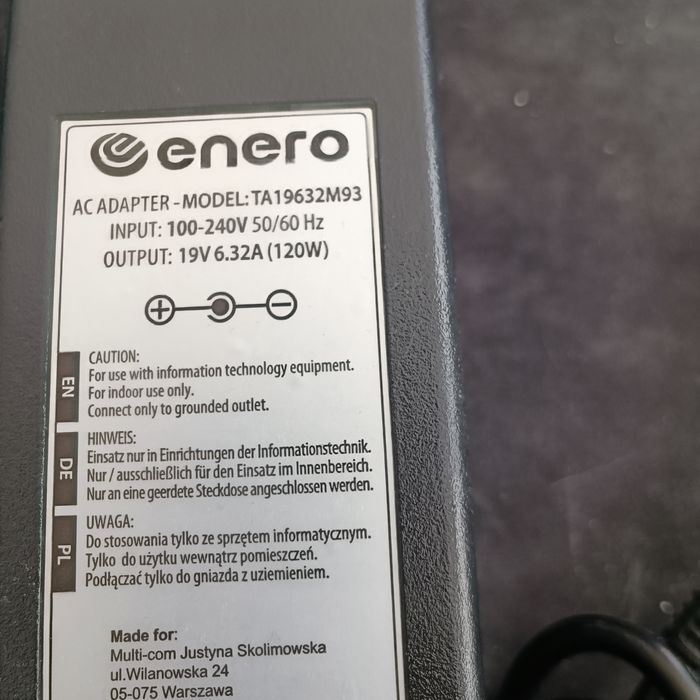 enero
AC ADAPTER - MODEL: TA19632M93
INPUT: 100-240V 50/60 Hz
OUTPUT: 19V 6.32A (120W)
EN
CAUTION:
For use with information technology equipment.
For indoor use only.
Connect only to grounded outlet.
DE
HINWEIS:
Einsatz nur in Einrichtungen der Informationstechnik.
Nur / ausschließlich für den Einsatz im Innenbereich.
Nur an eine geerdete Steckdose angeschlossen werden.
PL
UWAGA:
Do stosowania tylko ze sprzętem informatycznym.
Tylko do użytku wewnątrz pomieszczeń.
Podłączać tylko do gniazda z uziemieniem.
Made for:
Multi-com Justyna Skolimowska
ul.Wilanowska 24
05-075 Warszawa